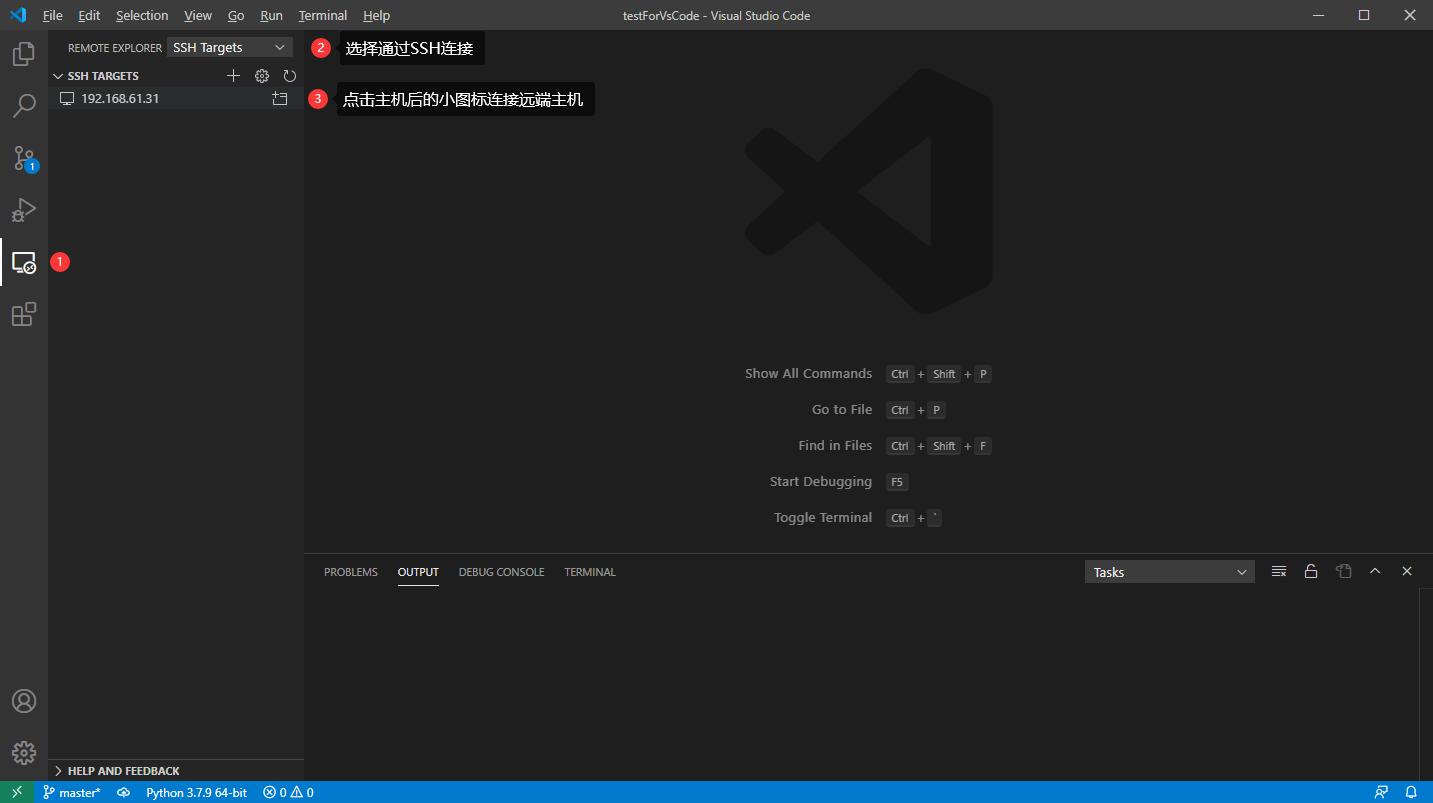 File Edit Selection View Go Run Terminal Help testForVsCode - Visual Studio Code
REMOTE EXPLORER SSH Targets
2 选择通过SSH连接
SSH TARGETS
192.168.61.31
3 点击主机后的小图标连接远端主机
1
1
Show All Commands Ctrl + Shift + P
Go to File Ctrl + P
Find in Files Ctrl + Shift + F
Start Debugging F5
Toggle Terminal Ctrl + `
PROBLEMS OUTPUT DEBUG CONSOLE TERMINAL Tasks
HELP AND FEEDBACK
master* Python 3.7.9 64-bit 0 0